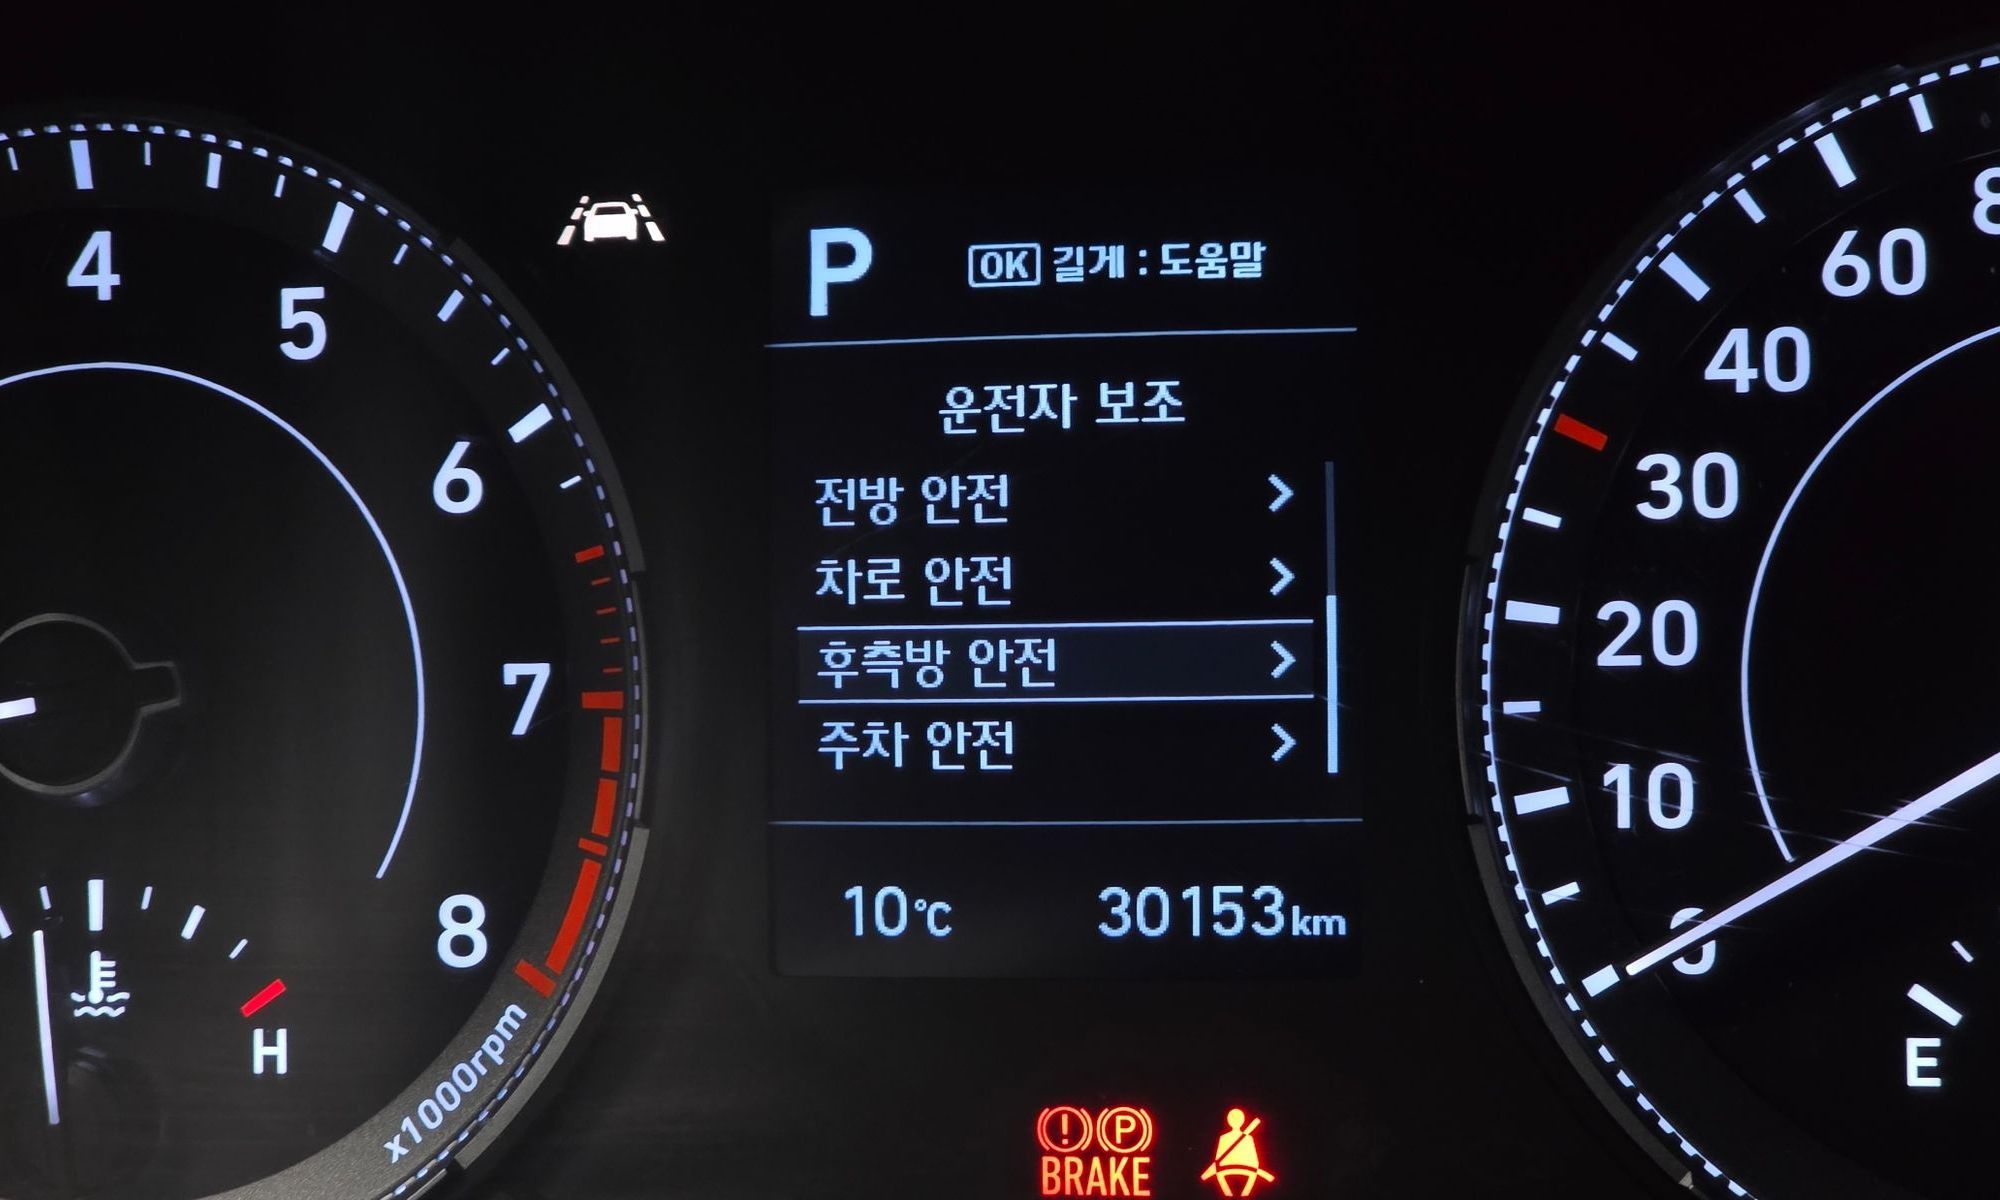 4
5
6
7
8
x1000rpm
H
P
OK 길게 : 도움말
운전자 보조
전방 안전
차로 안전
후측방 안전
주차 안전
10℃ 30153km
BRAKE
P
8
60
40
30
20
10
0
E